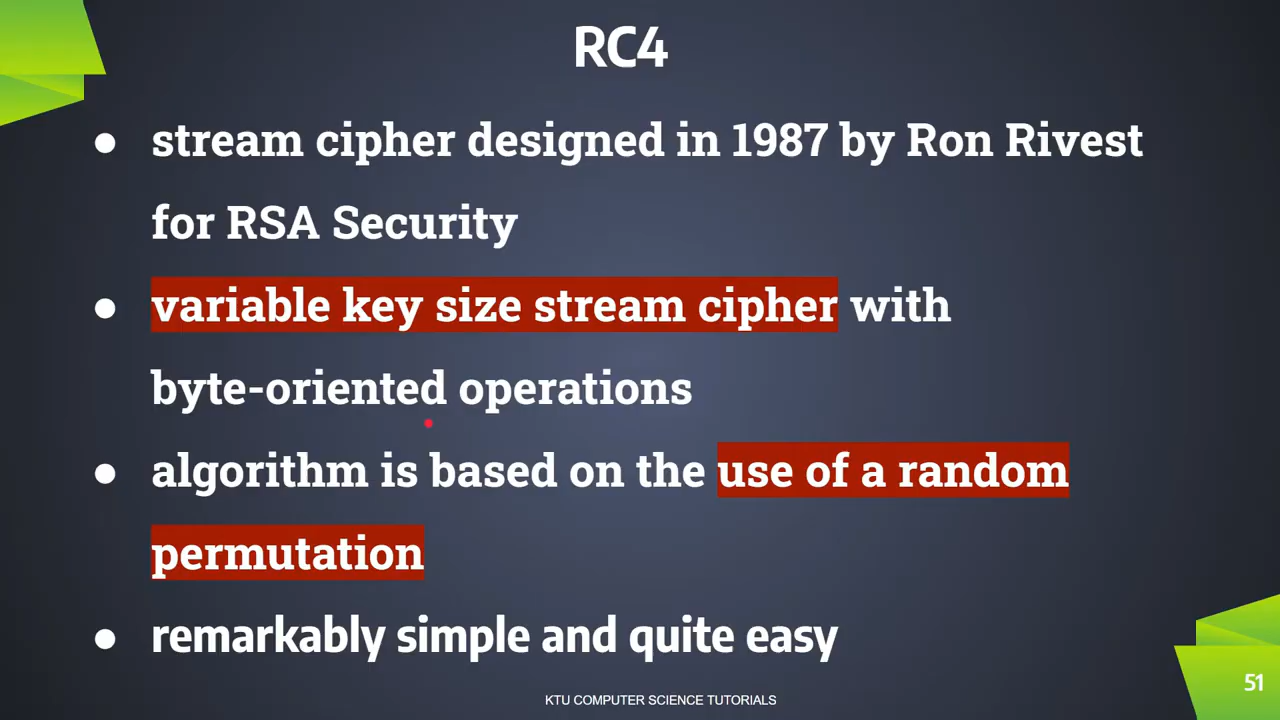 RC4
● stream cipher designed in 1987 by Ron Rivest
for RSA Security
● variable key size stream cipher with
byte-oriented operations
● algorithm is based on the use of a random
permutation
● remarkably simple and quite easy
51
KTU COMPUTER SCIENCE TUTORIALS